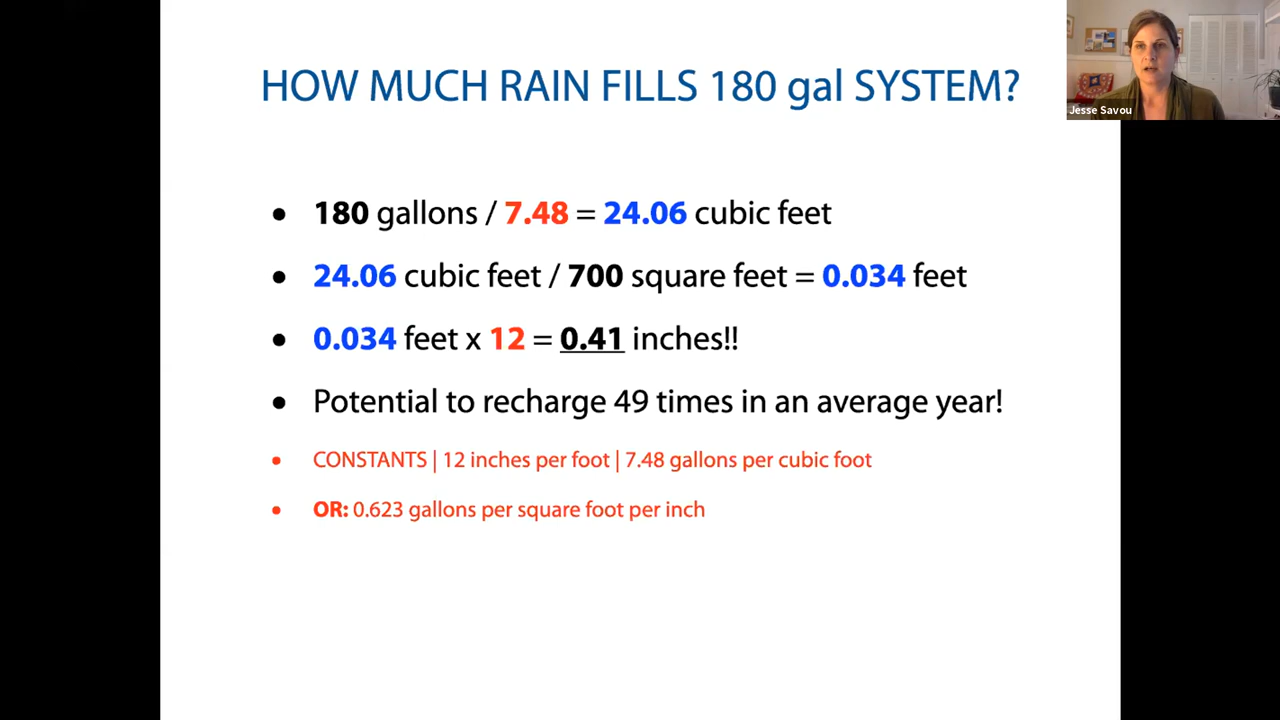 HOW MUCH RAIN FILLS 180 gal SYSTEM?
Jesse Savou
• 180 gallons / 7.48 = 24.06 cubic feet
• 24.06 cubic feet / 700 square feet = 0.034 feet
• 0.034 feet x 12 = 0.41 inches!!
• Potential to recharge 49 times in an average year!
• CONSTANTS | 12 inches per foot | 7.48 gallons per cubic foot
• OR: 0.623 gallons per square foot per inch